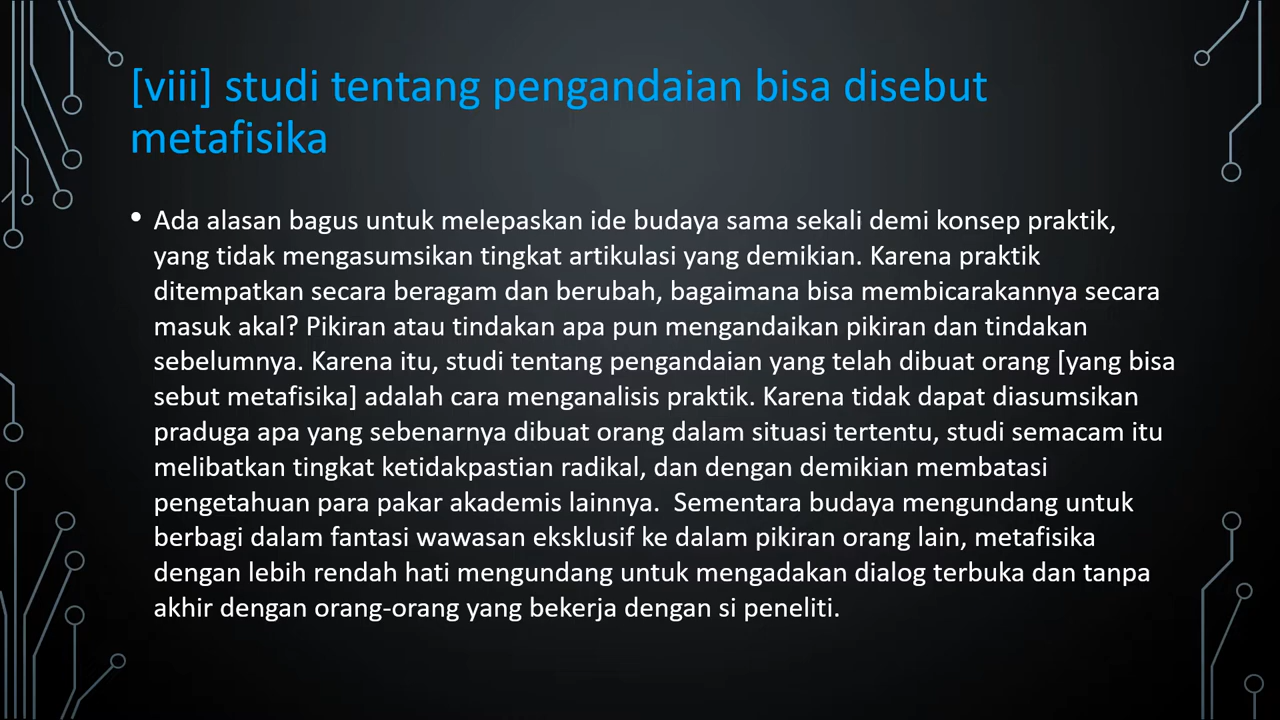 [viii] studi tentang pengandaian bisa disebut
metafisika
• Ada alasan bagus untuk melepaskan ide budaya sama sekali demi konsep praktik,
yang tidak mengasumsikan tingkat artikulasi yang demikian. Karena praktik
ditempatkan secara beragam dan berubah, bagaimana bisa membicarakannya secara
masuk akal? Pikiran atau tindakan apa pun mengandaikan pikiran dan tindakan
sebelumnya. Karena itu, studi tentang pengandaian yang telah dibuat orang [yang bisa
sebut metafisika] adalah cara menganalisis praktik. Karena tidak dapat diasumsikan
praduga apa yang sebenarnya dibuat orang dalam situasi tertentu, studi semacam itu
melibatkan tingkat ketidakpastian radikal, dan dengan demikian membatasi
pengetahuan para pakar akademis lainnya.  Sementara budaya mengundang untuk
berbagi dalam fantasi wawasan eksklusif ke dalam pikiran orang lain, metafisika
dengan lebih rendah hati mengundang untuk mengadakan dialog terbuka dan tanpa
akhir dengan orang-orang yang bekerja dengan si peneliti.